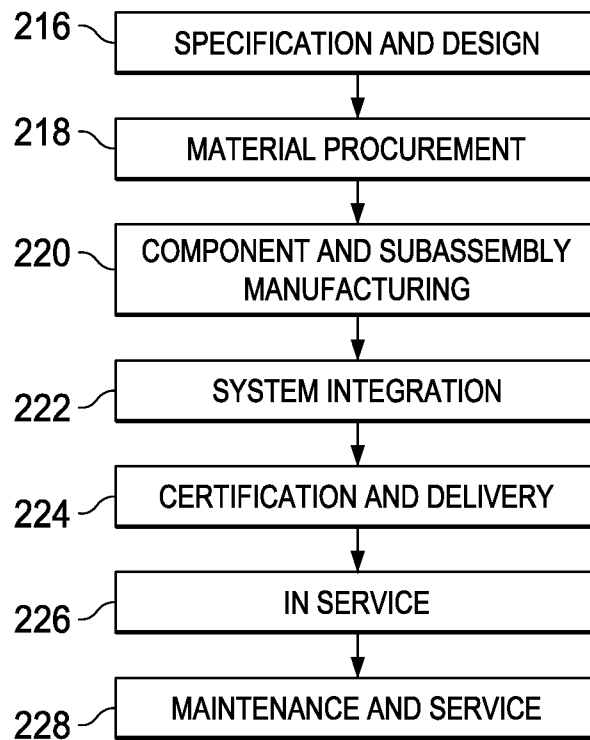 216
SPECIFICATION AND DESIGN
218
MATERIAL PROCUREMENT
220
COMPONENT AND SUBASSEMBLY
MANUFACTURING
222
SYSTEM INTEGRATION
224
CERTIFICATION AND DELIVERY
226
IN SERVICE
228
MAINTENANCE AND SERVICE